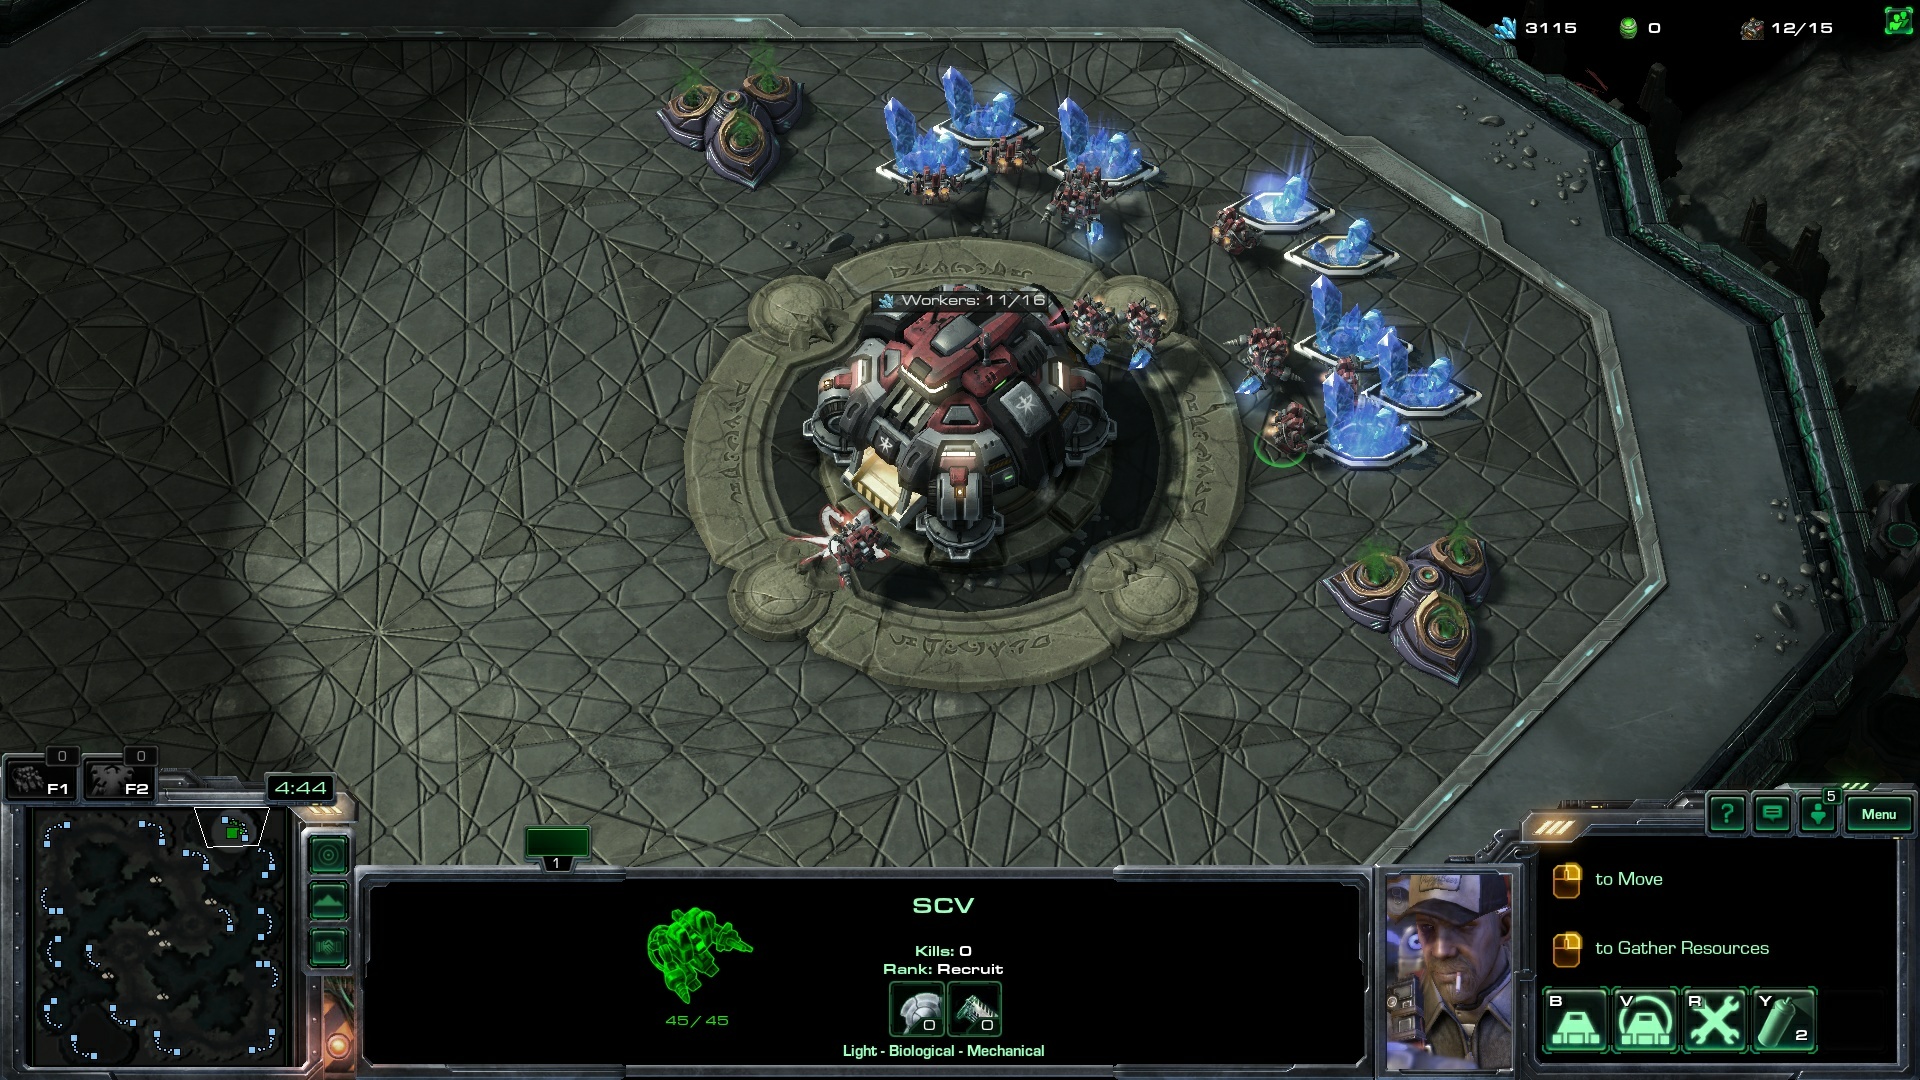 3115
0
12/15
Workers: 11/16
0
0
F1
F2
4:44
1
5
?
Menu
SCV
Kills: 0
Rank: Recruit
0
0
45/45
Light - Biological - Mechanical
to Move
to Gather Resources
B
V
R
Y
2